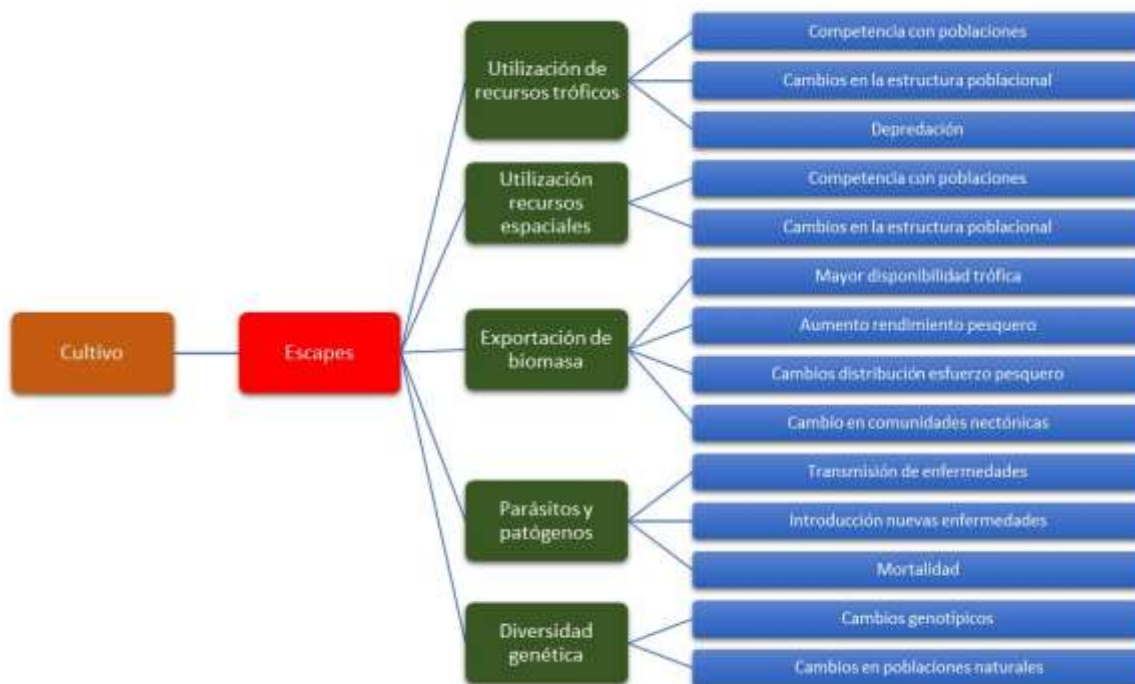 Cultivo
Escapes
Utilización de
recursos tróficos
Competencia con poblaciones
Cambios en la estructura poblacional
Depredación
Utilización
recursos
espaciales
Competencia con poblaciones
Cambios en la estructura poblacional
Exportación de
biomasa
Mayor disponibilidad trófica
Aumento rendimiento pesquero
Cambios distribución esfuerzo pesquero
Cambio en comunidades nectónicas
Parásitos y
patógenos
Transmisión de enfermedades
Introducción nuevas enfermedades
Mortalidad
Diversidad
genética
Cambios genotípicos
Cambios en poblaciones naturales